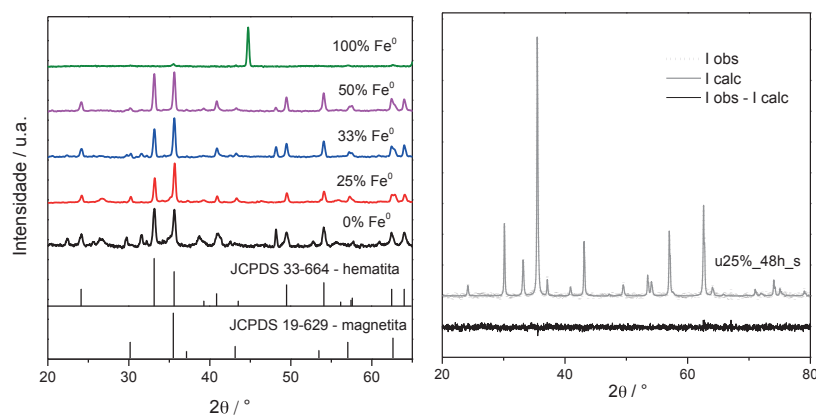 Intensidade / u.a.
100% Fe⁰
50% Fe⁰
33% Fe⁰
25% Fe⁰
0% Fe⁰
JCPDS 33-664 - hematita
JCPDS 19-629 - magnetita
20 30 40 50 60
2θ / °
I obs
I calc
I obs - I calc
u25%_48h_s
20 40 60 80
2θ / °